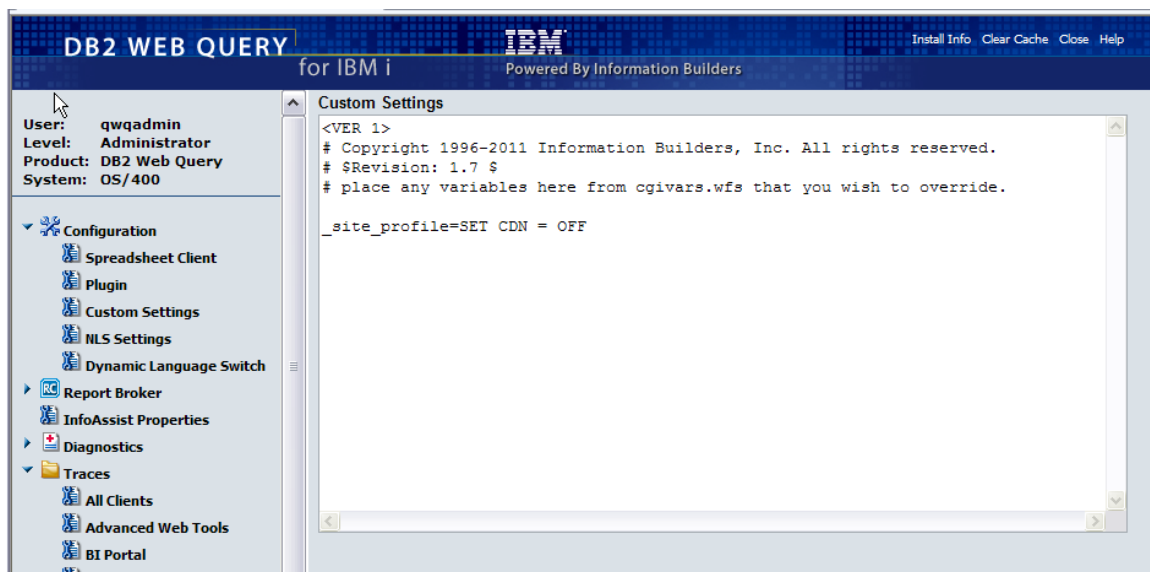 DB2 WEB QUERY
for IBM i
IBM
Powered By Information Builders
Install Info Clear Cache Close Help
User: qwqadmin
Level: Administrator
Product: DB2 Web Query
System: OS/400
Configuration
Spreadsheet Client
Plugin
Custom Settings
NLS Settings
Dynamic Language Switch
RC Report Broker
InfoAssist Properties
Diagnostics
Traces
All Clients
Advanced Web Tools
BI Portal
Custom Settings
<VER 1>
# Copyright 1996-2011 Information Builders, Inc. All rights reserved.
# $Revision: 1.7 $
# place any variables here from cgivars.wfs that you wish to override.
_site_profile=SET CDN = OFF